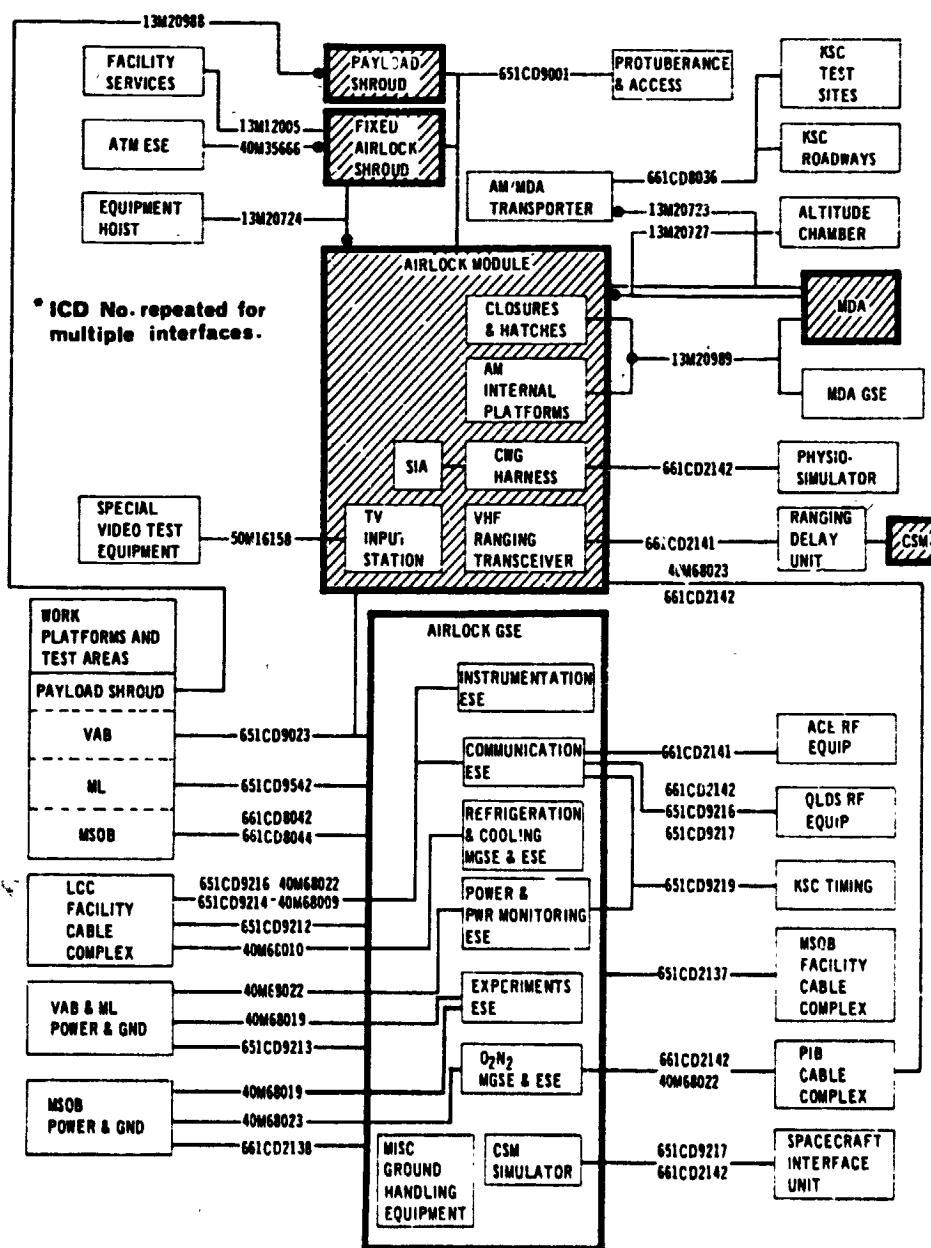 13M20988
FACILITY
SERVICES
PAYLOAD
SHROUD
651CD9001
PROTUBERANCE
& ACCESS
KSC
TEST
SITES
ATM ESE
13M12005
40M35666
FIXED
AIRLOCK
SHROUD
KSC
ROADWAYS
661CD8036
AM/MDA
TRANSPORTER
EQUIPMENT
HOIST
13M20724
13M20723
13M20727
ALTITUDE
CHAMBER
AIRLOCK MODULE
* ICD No. repeated for
multiple interfaces.
CLOSURES
& HATCHES
MDA
13M20989
AM
INTERNAL
PLATFORMS
MDA GSE
SIA
CWG
HARNESS
661CD2142
PHYSIO-
SIMULATOR
SPECIAL
VIDEO TEST
EQUIPMENT
50M16158
TV
INPUT
STATION
VHF
RANGING
TRANSCEIVER
661CD2141
RANGING
DELAY
UNIT
CSM
40M68023
661CD2142
WORK
PLATFORMS AND
TEST AREAS
PAYLOAD SHROUD
VAB
651CD9023
ML
651CD9542
MSOB
661CD8042
661CD8044
AIRLOCK GSE
INSTRUMENTATION
ESE
COMMUNICATION
ESE
661CD2141
ACE RF
EQUIP
661CD2142
651CD9216
651CD9217
QLDS RF
EQUIP
REFRIGERATION
& COOLING
MGSE & ESE
LCC
FACILITY
CABLE
COMPLEX
651CD9216 40M68022
651CD9214 40M68009
651CD9212
40M68010
POWER &
PWR MONITORING
ESE
651CD9219
KSC TIMING
VAB & ML
POWER & GND
40M68022
40M68019
651CD9213
EXPERIMENTS
ESE
651CD2137
MSOB
FACILITY
CABLE
COMPLEX
MSOB
POWER & GND
40M68019
40M68023
661CD2138
O2N2
MGSE & ESE
661CD2142
40M68022
PIB
CABLE
COMPLEX
MISC
GROUND
HANDLING
EQUIPMENT
CSM
SIMULATOR
651CD9217
661CD2142
SPACECRAFT
INTERFACE
UNIT